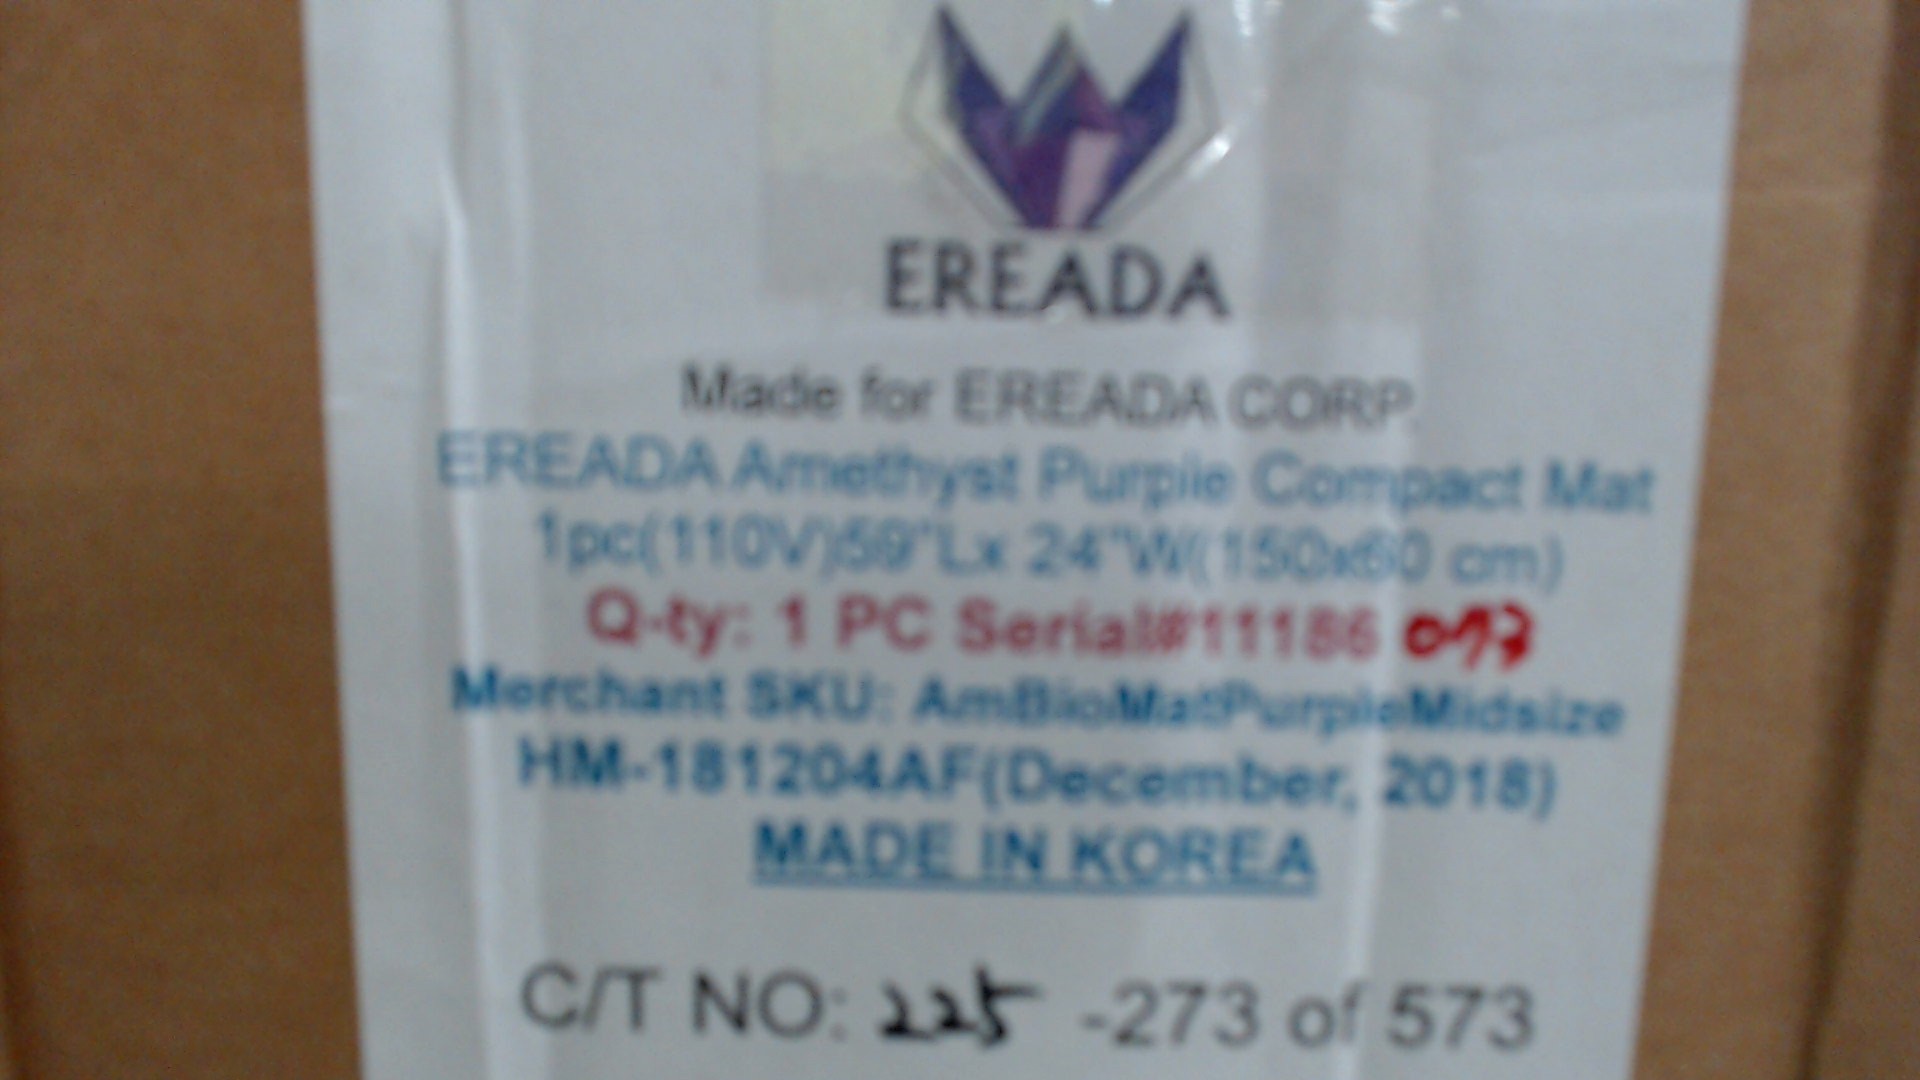 EREADA
Made for EREADA CORP.
EREADA Amethyst Purple Compact Mat
1pc(110V)59"Lx 24"W(150x60 cm)
Q-ty: 1 PC Serial#11186
Merchant SKU: AmBioMatPurpleMidsize
HM-181204AF(December, 2018)
MADE IN KOREA
C/T NO: 225 -273 of 573